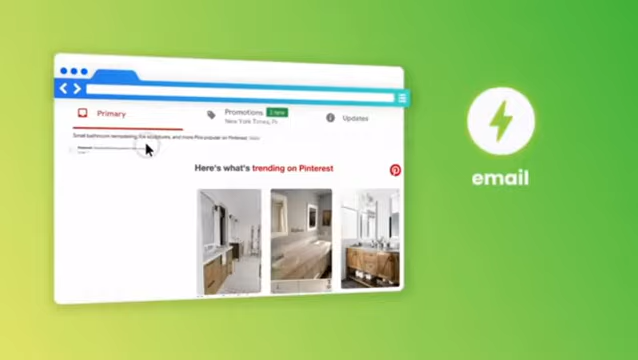 Primary
Promotions
New York Times, Pi
Updates
Small bathroom remodeling, tile sculptures, and more Pins popular on Pinterest
Here's what's trending on Pinterest
email